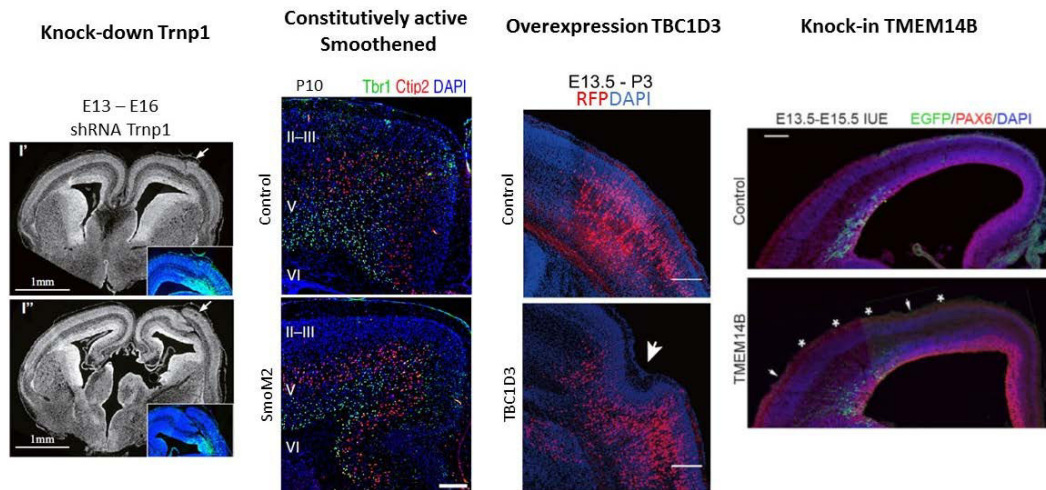 Knock-down Trnp1
E13 – E16
shRNA Trnp1
I'
1mm
I"
1mm
Constitutively active
Smoothened
P10
Tbr1 Ctip2 DAPI
Control
II–III
V
VI
SmoM2
II–III
V
VI
Overexpression TBC1D3
E13.5 - P3
RFPDAPI
Control
TBC1D3
Knock-in TMEM14B
E13.5-E15.5 IUE
EGFP/PAX6/DAPI
Control
TMEM14B